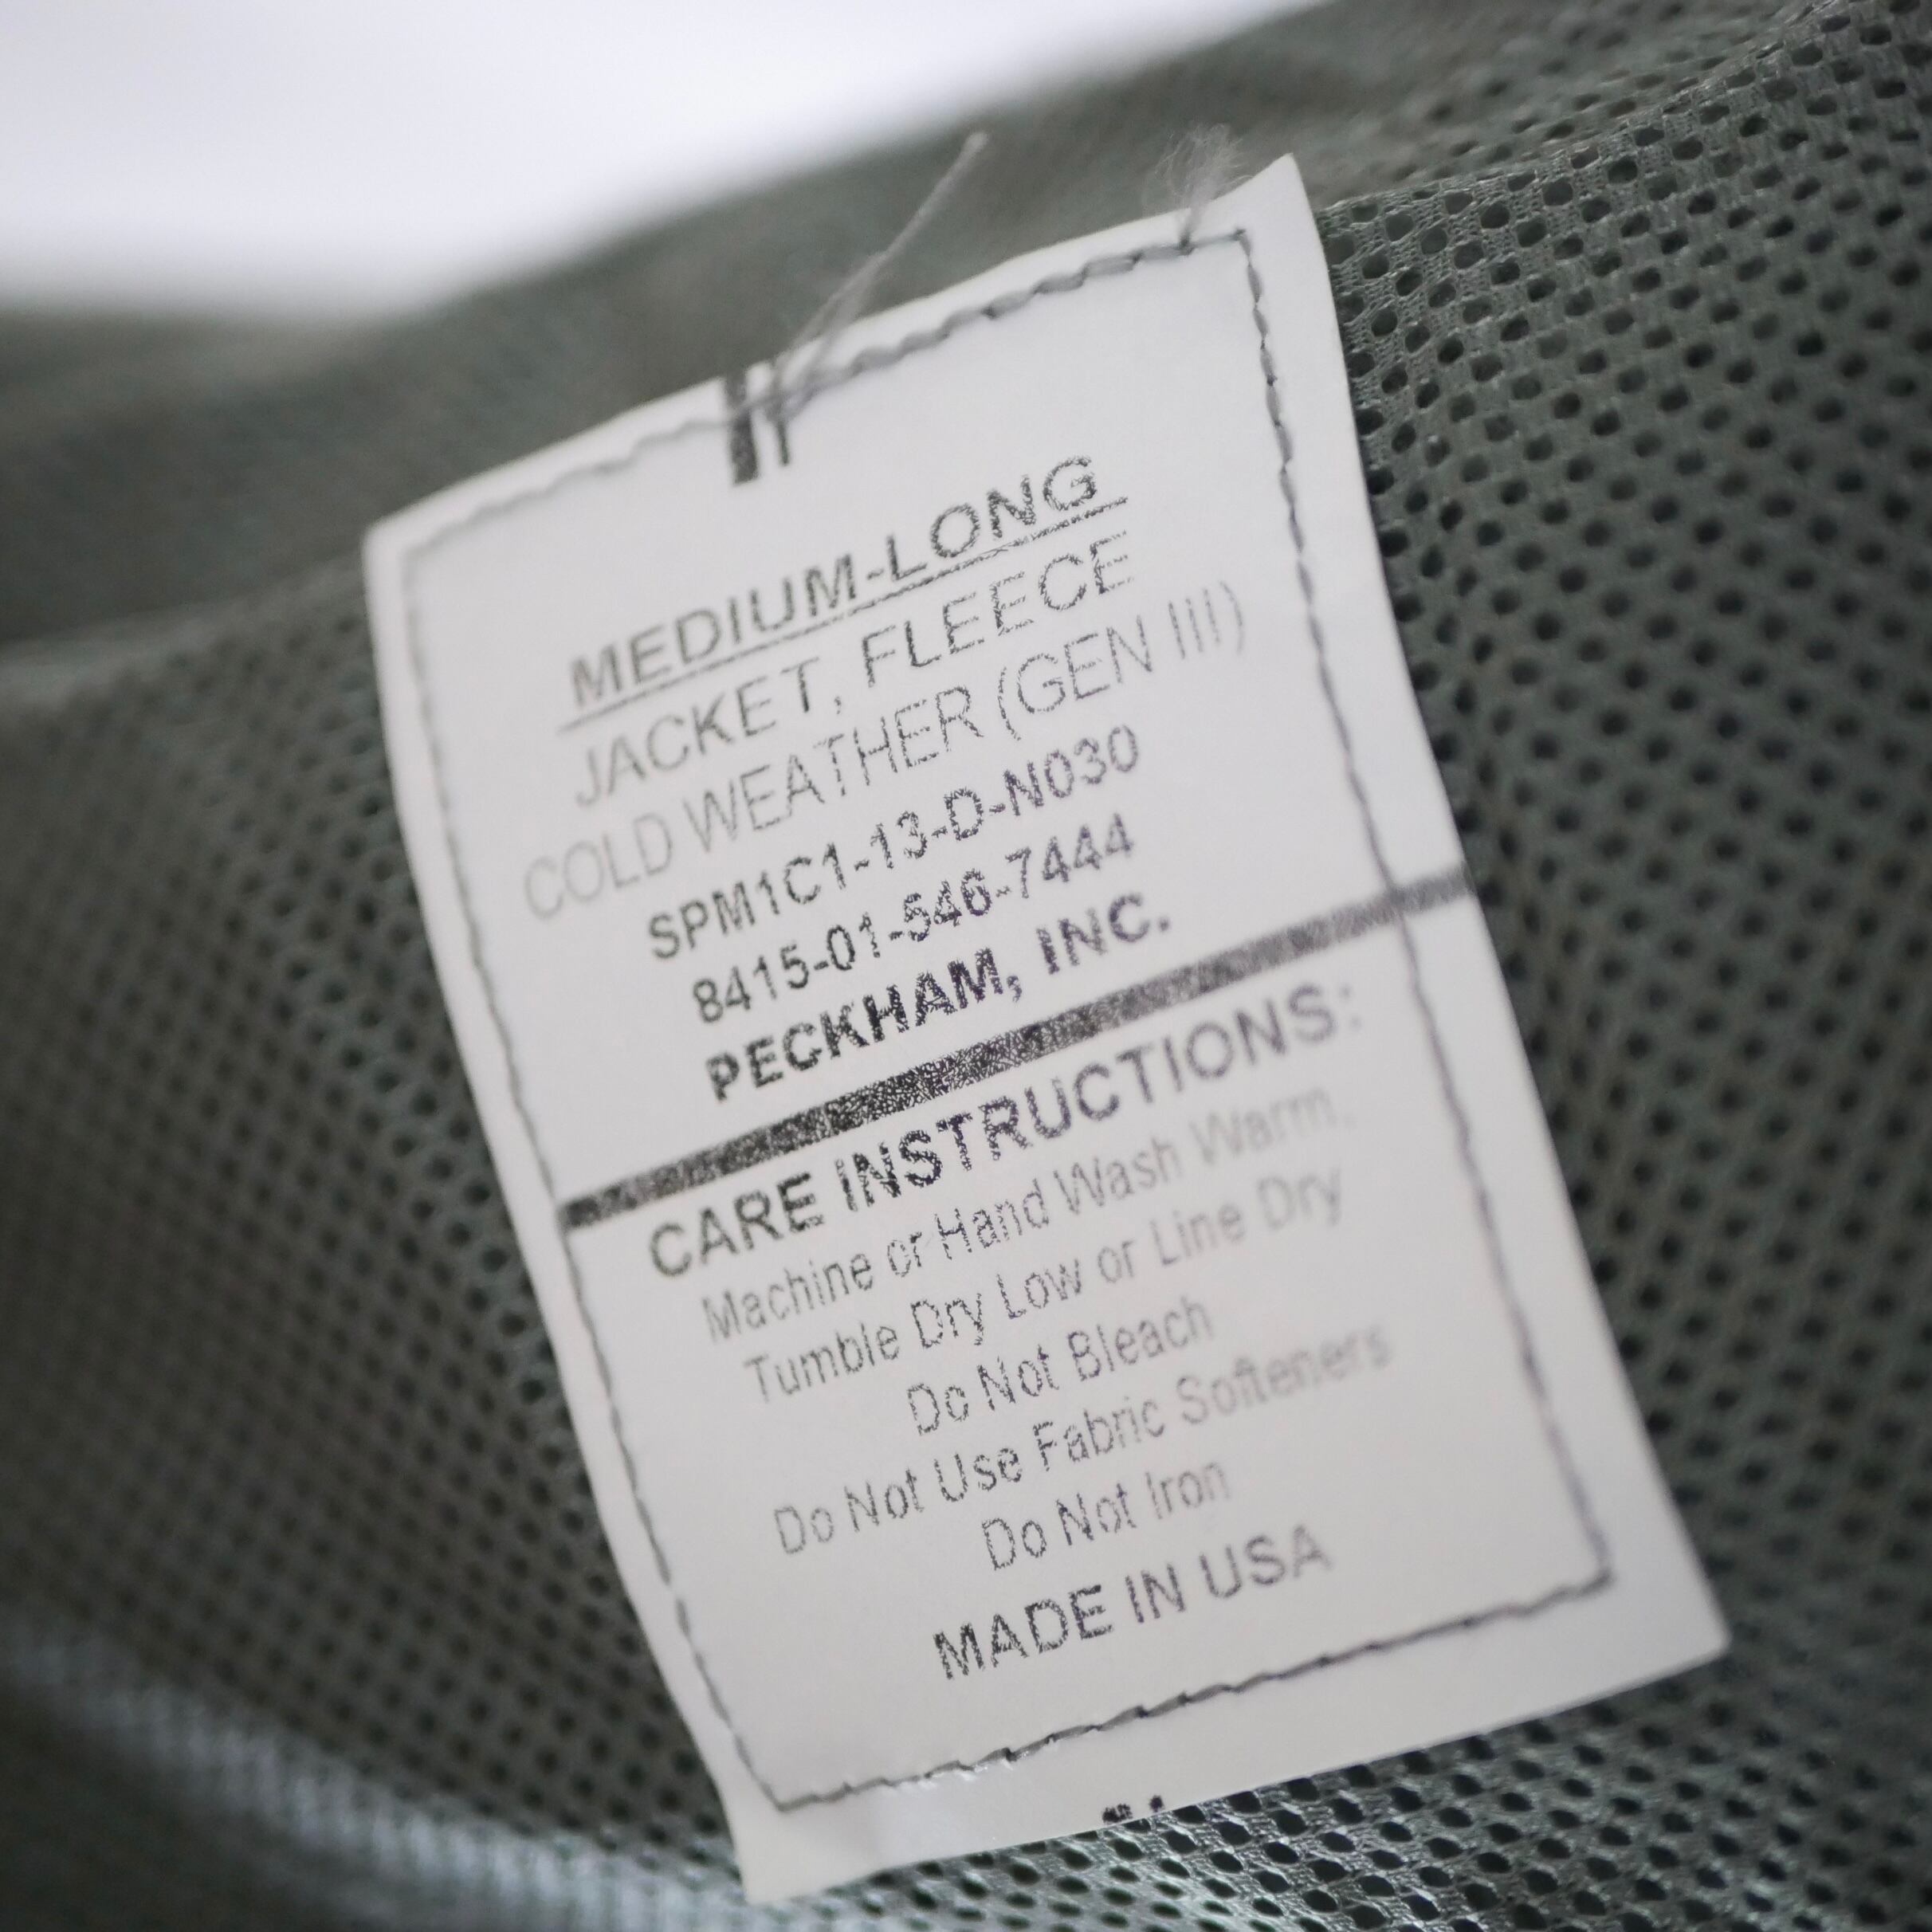 MEDIUM-LONG
JACKET, FLEECE
COLD WEATHER (GEN III)
SPM1C1-13-D-N030
8415-01-546-7444
PECKHAM, INC.
CARE INSTRUCTIONS:
Machine or Hand Wash Warm.
Tumble Dry Low or Line Dry
Do Not Bleach
Do Not Use Fabric Softeners
Do Not Iron
MADE IN USA